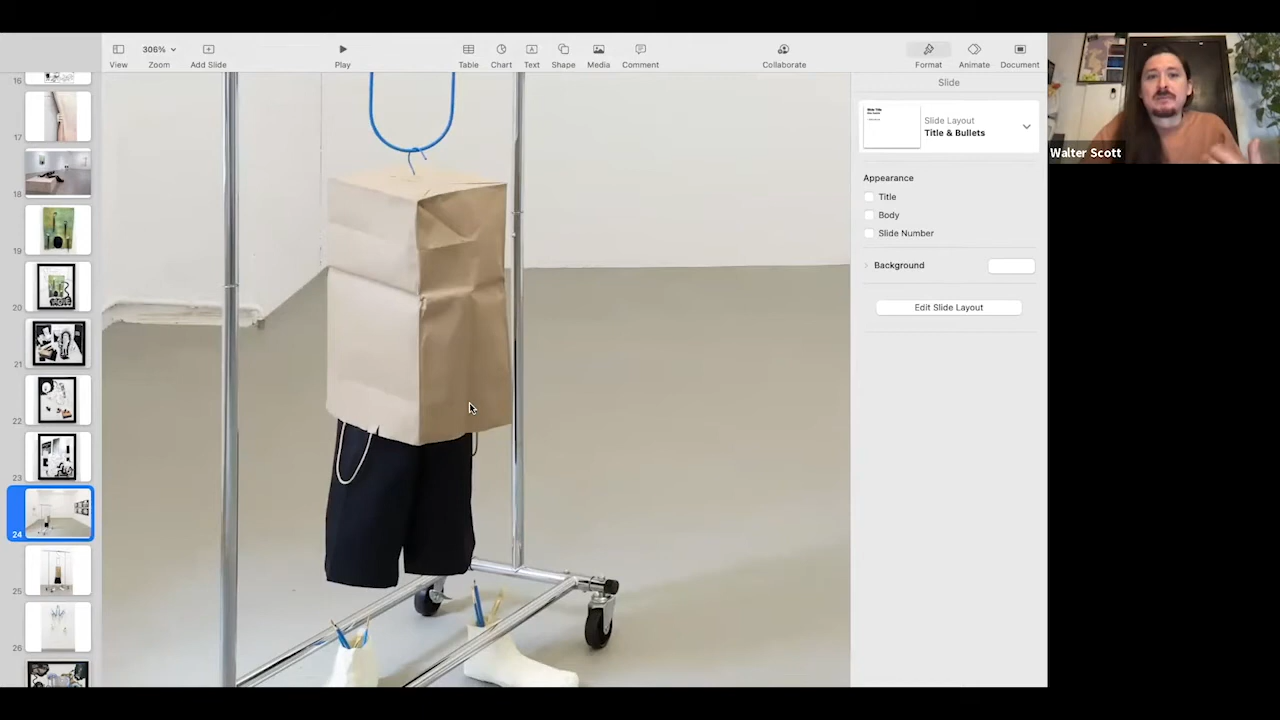 306%
View
Zoom
Add Slide
Play
Table
Chart
Text
Shape
Media
Comment
Collaborate
Format
Animate
Document
16
17
18
19
20
21
22
23
24
25
26
Slide
Slide Layout
Title & Bullets
Appearance
Title
Body
Slide Number
Background
Edit Slide Layout
Walter Scott